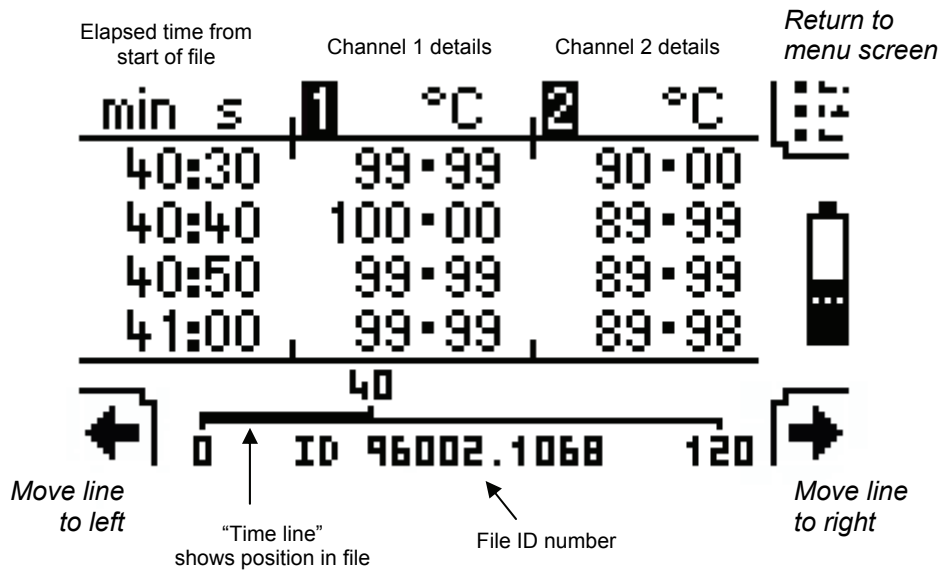 Elapsed time from
start of file
Channel 1 details
Channel 2 details
Return to
menu screen
min s 1 °C 2 °C
40:30 99.99 90.00
40:40 100.00 89.99
40:50 99.99 89.99
41:00 99.99 89.98
40
0 ID 96002.1068 120
Move line
to left
"Time line"
shows position in file
File ID number
Move line
to right